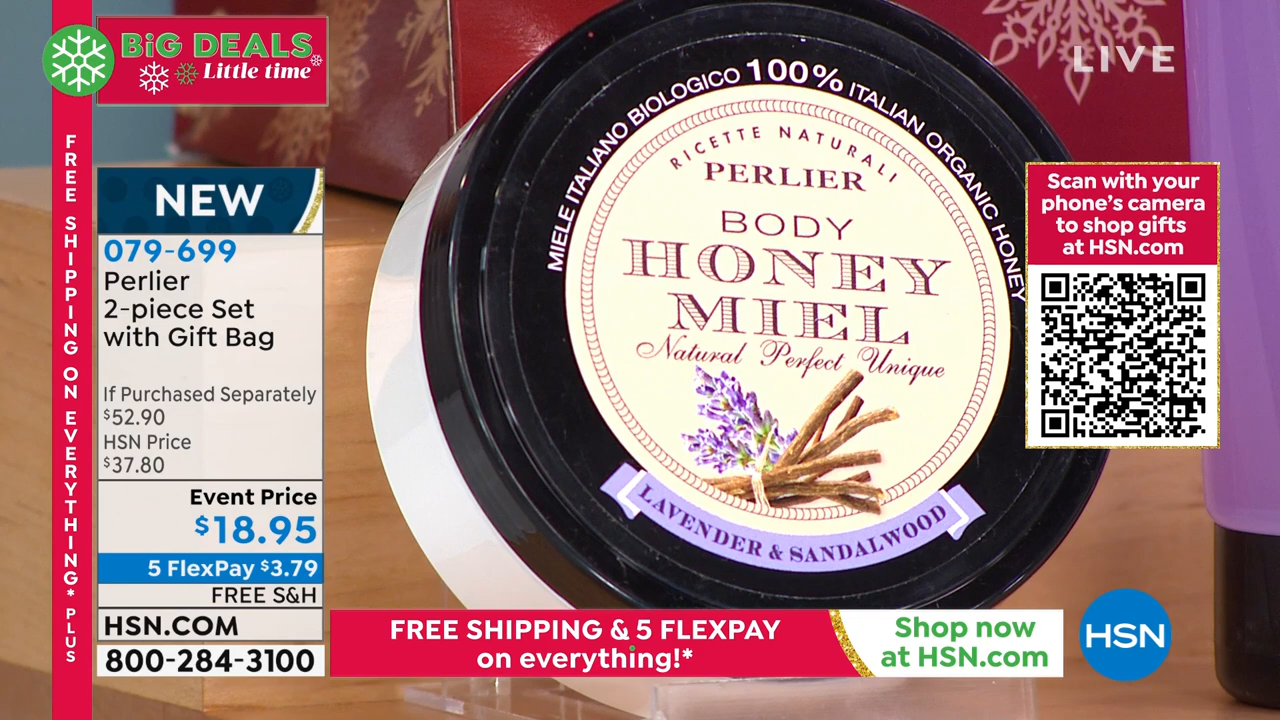 BiG DEALS
Little time
LIVE
FREE SHIPPING ON EVERYTHING* PLUS
NEW
079-699
Perlier
2-piece Set
with Gift Bag
If Purchased Separately
$52.90
HSN Price
$37.80
Event Price
$18.95
5 FlexPay $3.79
FREE S&H
HSN.COM
800-284-3100
MIELE ITALIANO BIOLOGICO 100% ITALIAN ORGANIC HONEY
RICETTE NATURALI
PERLIER
BODY
HONEY
MIEL
Natural Perfect Unique
LAVENDER & SANDALWOOD
Scan with your
phone's camera
to shop gifts
at HSN.com
FREE SHIPPING & 5 FLEXPAY
on everything!*
Shop now
at HSN.com
HSN